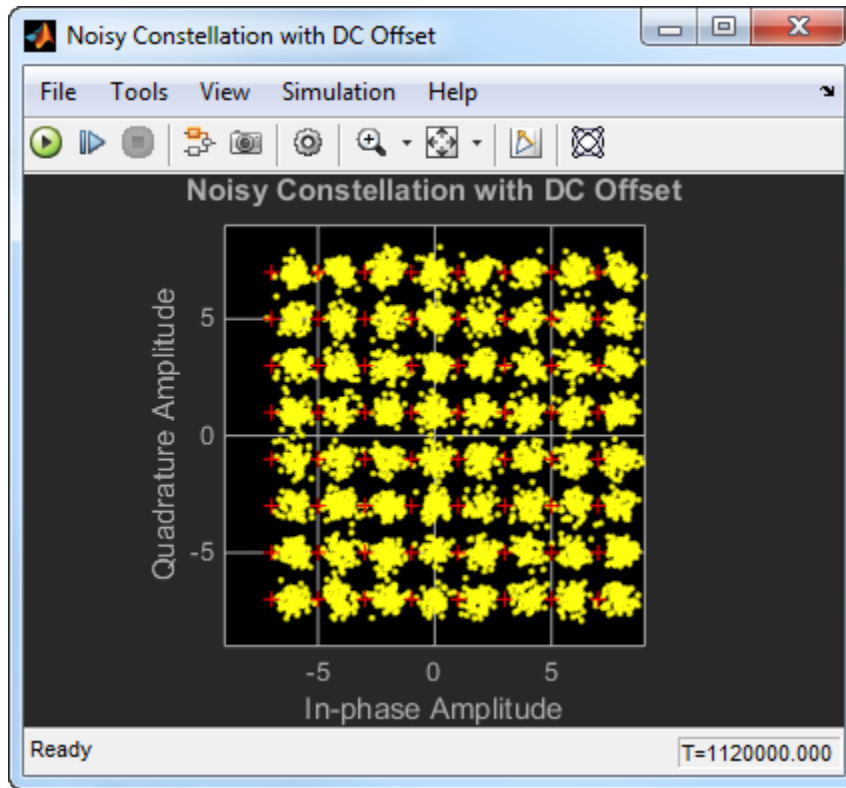 Noisy Constellation with DC Offset
File Tools View Simulation Help
Noisy Constellation with DC Offset
Quadrature Amplitude
5
0
-5
-5 0 5
In-phase Amplitude
Ready T=1120000.000